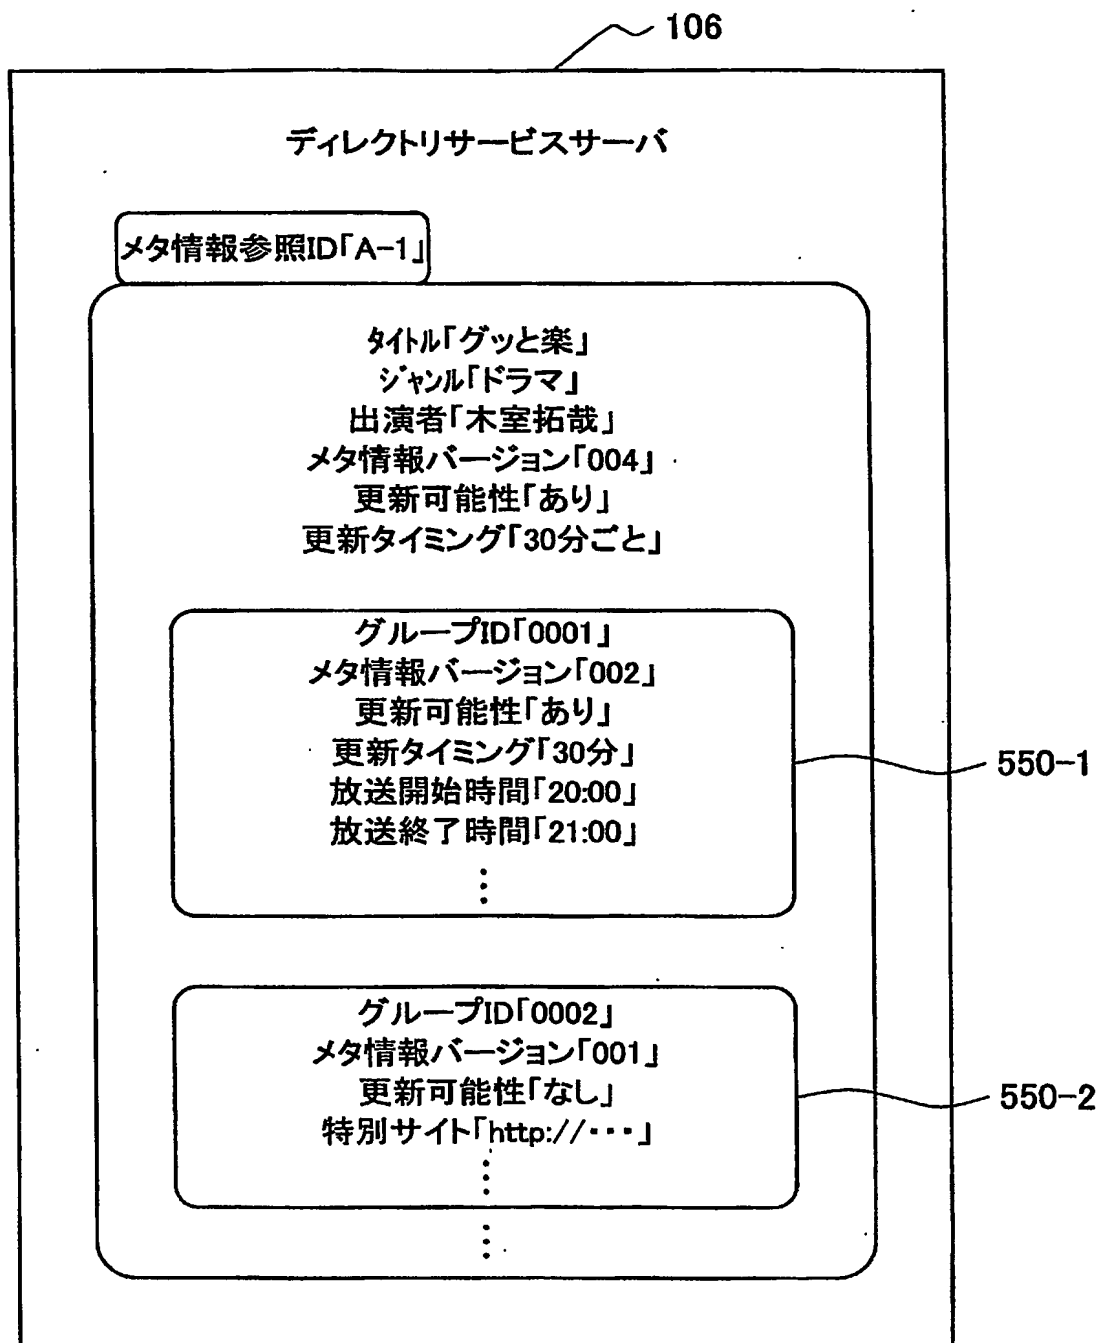 106
ディレクトリサービスサーバ
メタ情報参照ID「A-1」
タイトル「グッと楽」
ジャンル「ドラマ」
出演者「木室拓哉」
メタ情報バージョン「004」
更新可能性「あり」
更新タイミング「30分ごと」
グループID「0001」
メタ情報バージョン「002」
更新可能性「あり」
更新タイミング「30分」
放送開始時間「20:00」
放送終了時間「21:00」
⋮
550-1
グループID「0002」
メタ情報バージョン「001」
更新可能性「なし」
特別サイト「http://・・・」
⋮
550-2
⋮